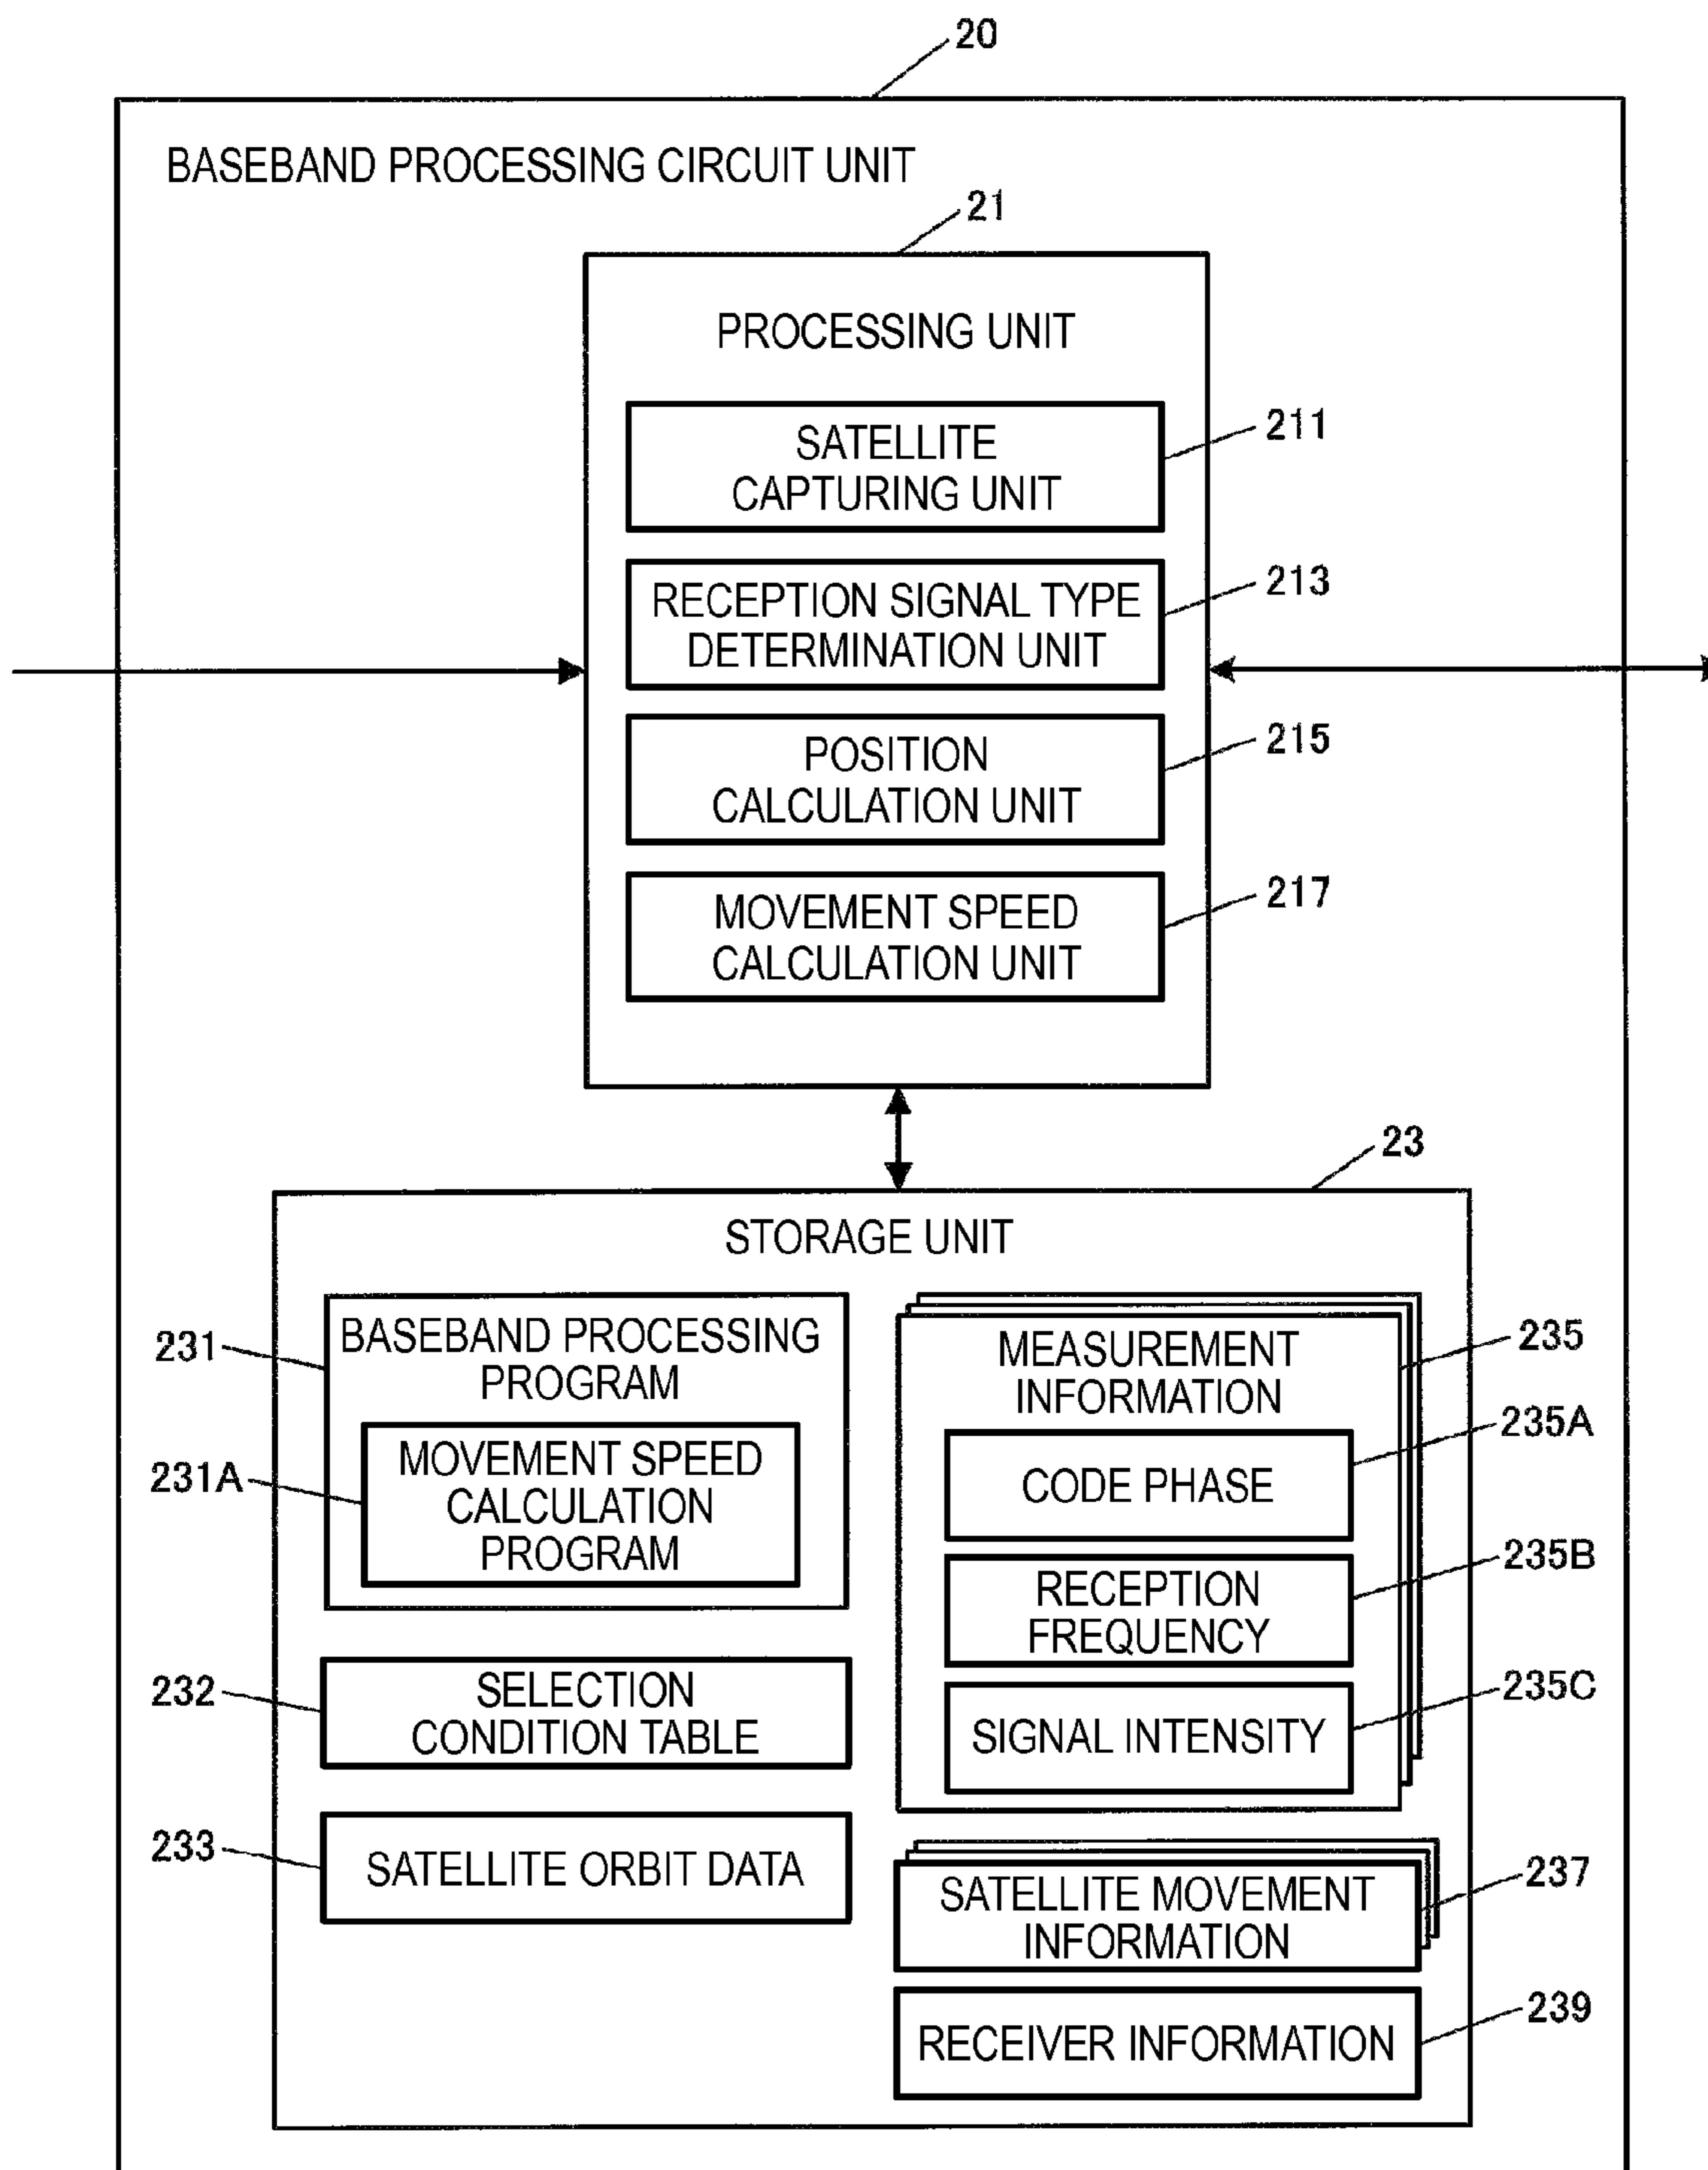 20
BASEBAND PROCESSING CIRCUIT UNIT
21
PROCESSING UNIT
SATELLITE
CAPTURING UNIT
211
RECEPTION SIGNAL TYPE
DETERMINATION UNIT
213
POSITION
CALCULATION UNIT
215
MOVEMENT SPEED
CALCULATION UNIT
217
23
STORAGE UNIT
231
BASEBAND PROCESSING
PROGRAM
231A
MOVEMENT SPEED
CALCULATION
PROGRAM
232
SELECTION
CONDITION TABLE
233
SATELLITE ORBIT DATA
MEASUREMENT
INFORMATION
235
CODE PHASE
235A
RECEPTION
FREQUENCY
235B
SIGNAL INTENSITY
235C
SATELLITE MOVEMENT
INFORMATION
237
RECEIVER INFORMATION
239